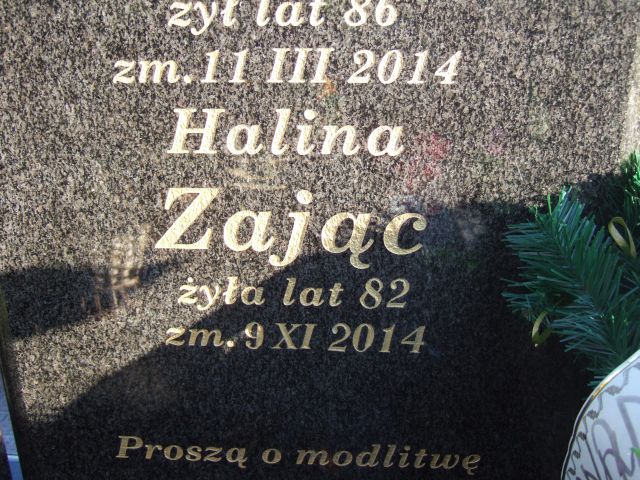 żył lat 86
zm. 11 III 2014
Halina
Zając
żyła lat 82
zm. 9 XI 2014
Proszą o modlitwę